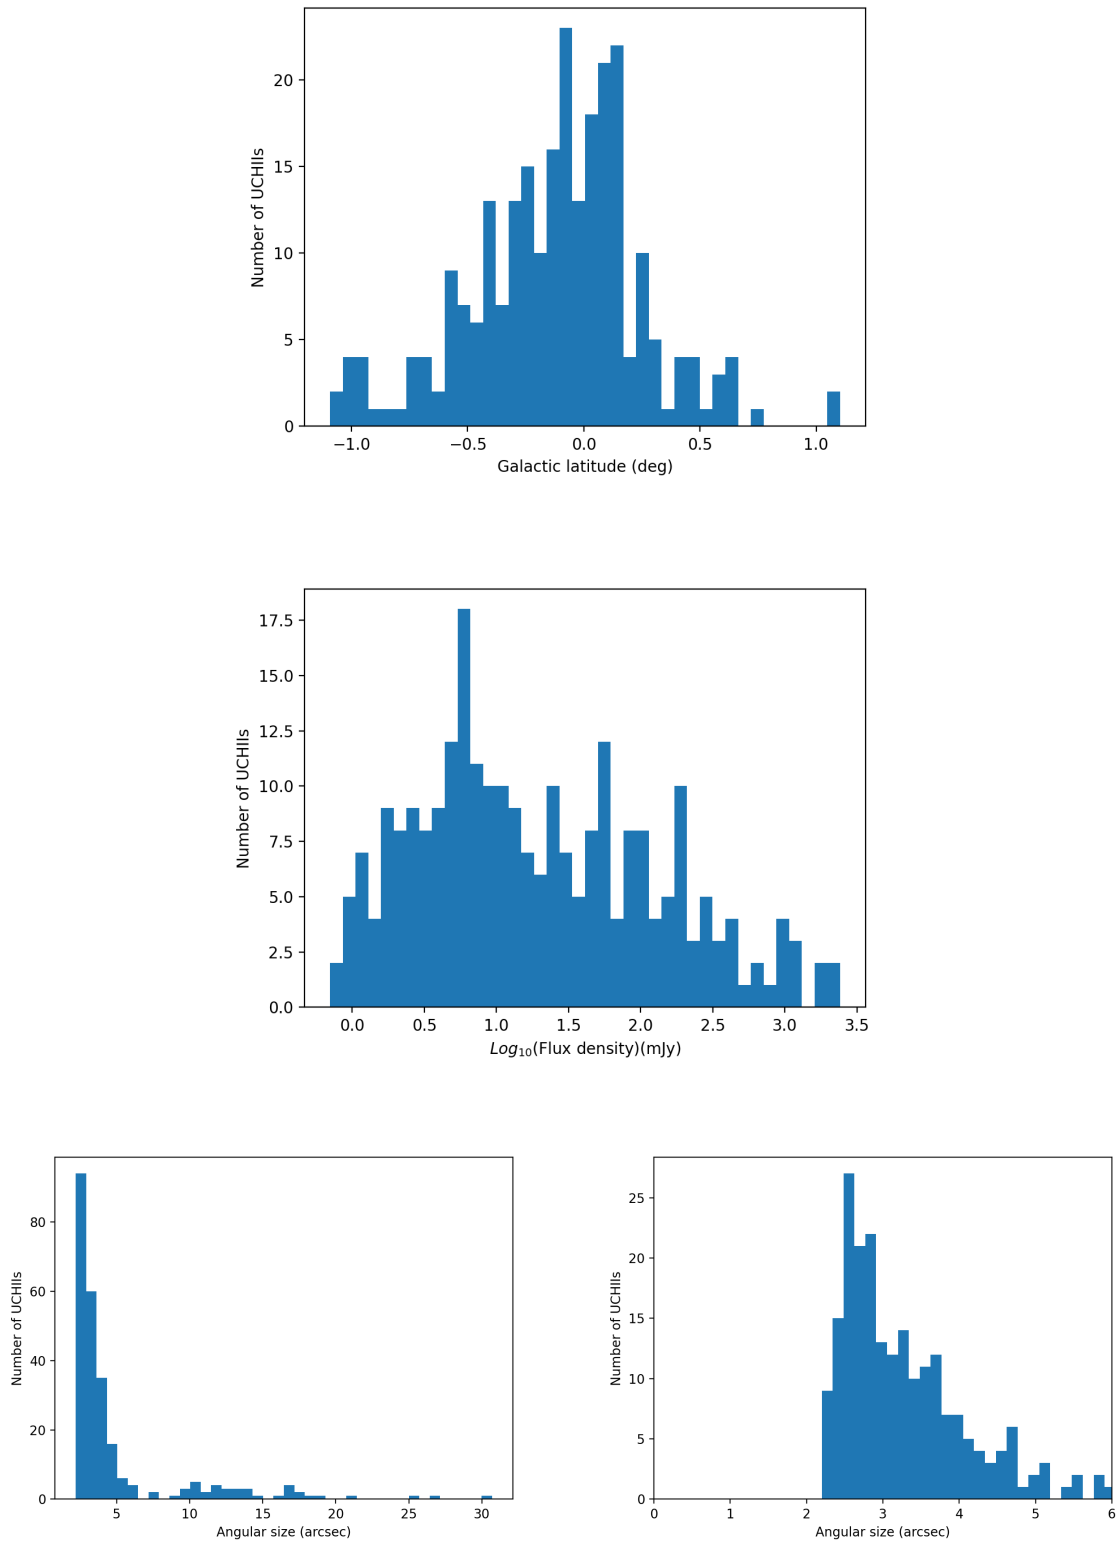 20
15
10
5
0
Number of UCHIIs
−1.0 −0.5 0.0 0.5 1.0
Galactic latitude (deg)
17.5
15.0
12.5
10.0
7.5
5.0
2.5
0.0
Number of UCHIIs
0.0 0.5 1.0 1.5 2.0 2.5 3.0 3.5
Log10(Flux density)(mJy)
80
60
40
20
0
Number of UCHIIs
5 10 15 20 25 30
Angular size (arcsec)
25
20
15
10
5
0
Number of UCHIIs
0 1 2 3 4 5 6
Angular size (arcsec)